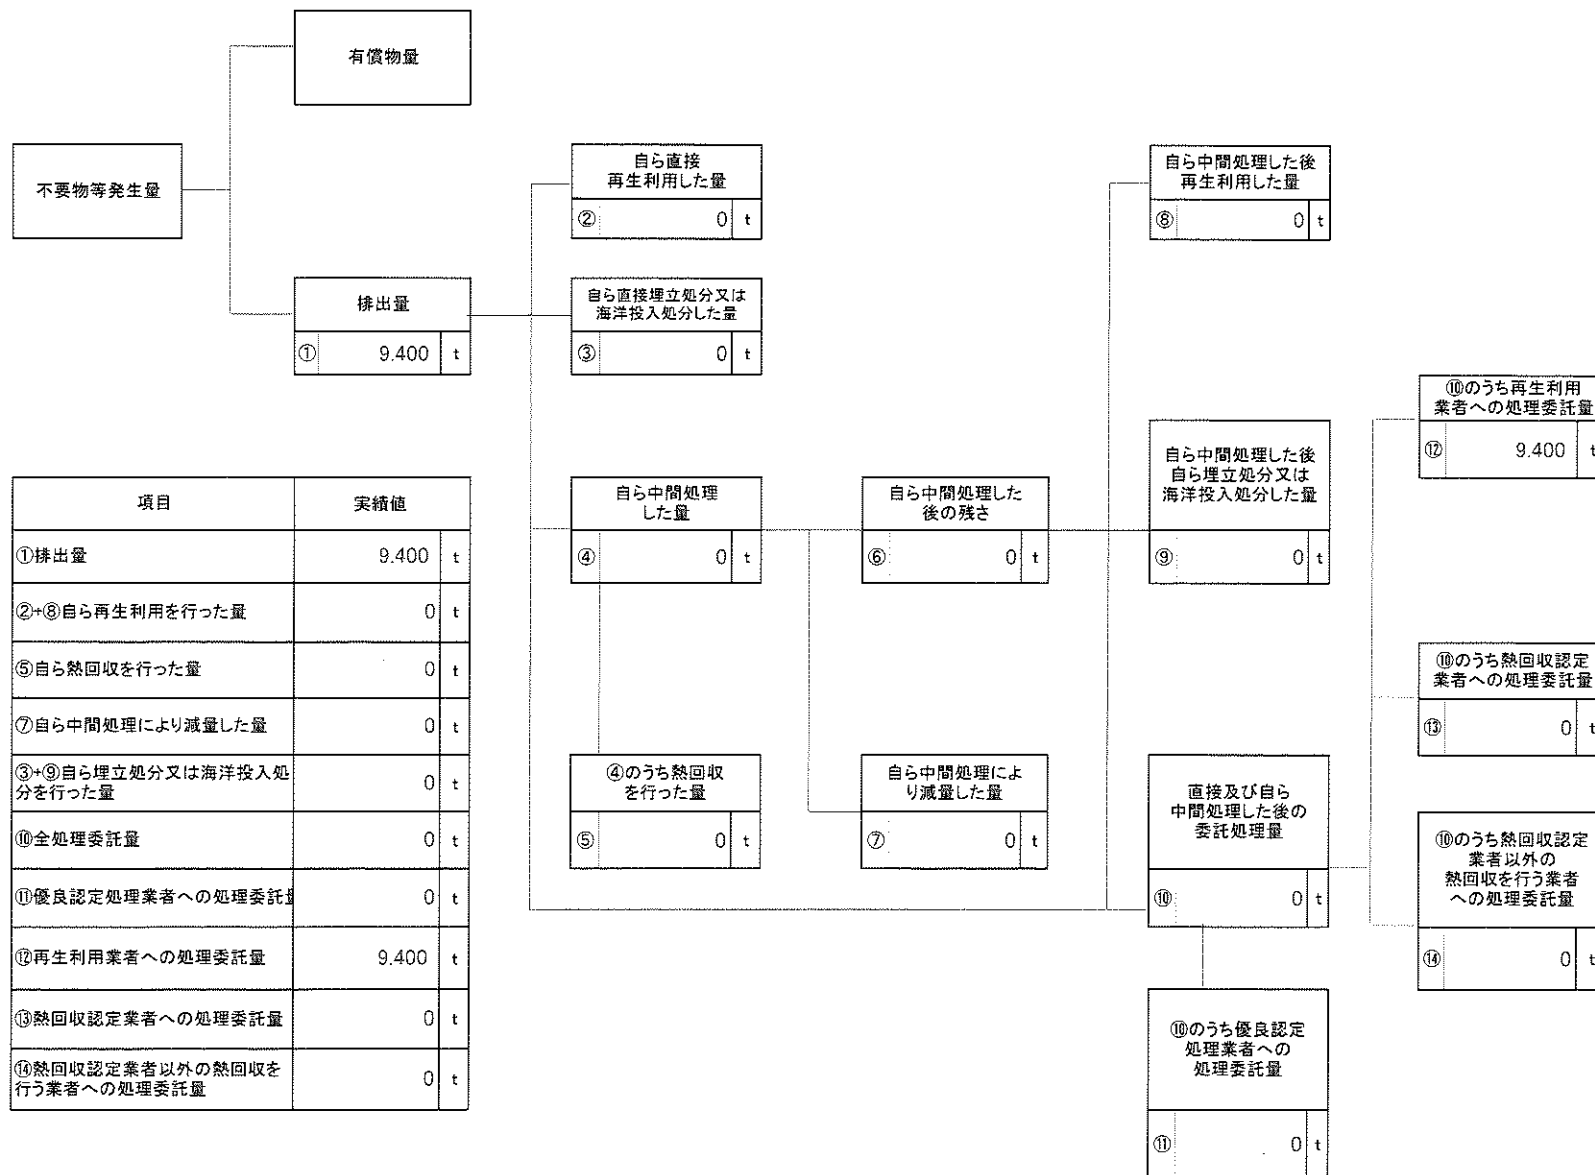 有償物量
不要物等発生量
排出量
① 9.400 t
自ら直接
再生利用した量
② 0 t
自ら直接埋立処分又は
海洋投入処分した量
③ 0 t
自ら中間処理
した量
④ 0 t
④のうち熱回収
を行った量
⑤ 0 t
自ら中間処理した
後の残さ
⑥ 0 t
自ら中間処理によ
り減量した量
⑦ 0 t
自ら中間処理した後
再生利用した量
⑧ 0 t
自ら中間処理した後
自ら埋立処分又は
海洋投入処分した量
⑨ 0 t
直接及び自ら
中間処理した後の
委託処理量
⑩ 0 t
⑩のうち優良認定
処理業者への
処理委託量
⑪ 0 t
⑩のうち再生利用
業者への処理委託量
⑫ 9.400 t
⑩のうち熱回収認定
業者への処理委託量
⑬ 0 t
⑩のうち熱回収認定
業者以外の
熱回収を行う業者
への処理委託量
⑭ 0 t
項目 実績値
①排出量 9.400 t
②+⑧自ら再生利用を行った量 0 t
⑤自ら熱回収を行った量 0 t
⑦自ら中間処理により減量した量 0 t
③+⑨自ら埋立処分又は海洋投入処
分を行った量 0 t
⑩全処理委託量 0 t
⑪優良認定処理業者への処理委託量 0 t
⑫再生利用業者への処理委託量 9.400 t
⑬熱回収認定業者への処理委託量 0 t
⑭熱回収認定業者以外の熱回収を
行う業者への処理委託量 0 t